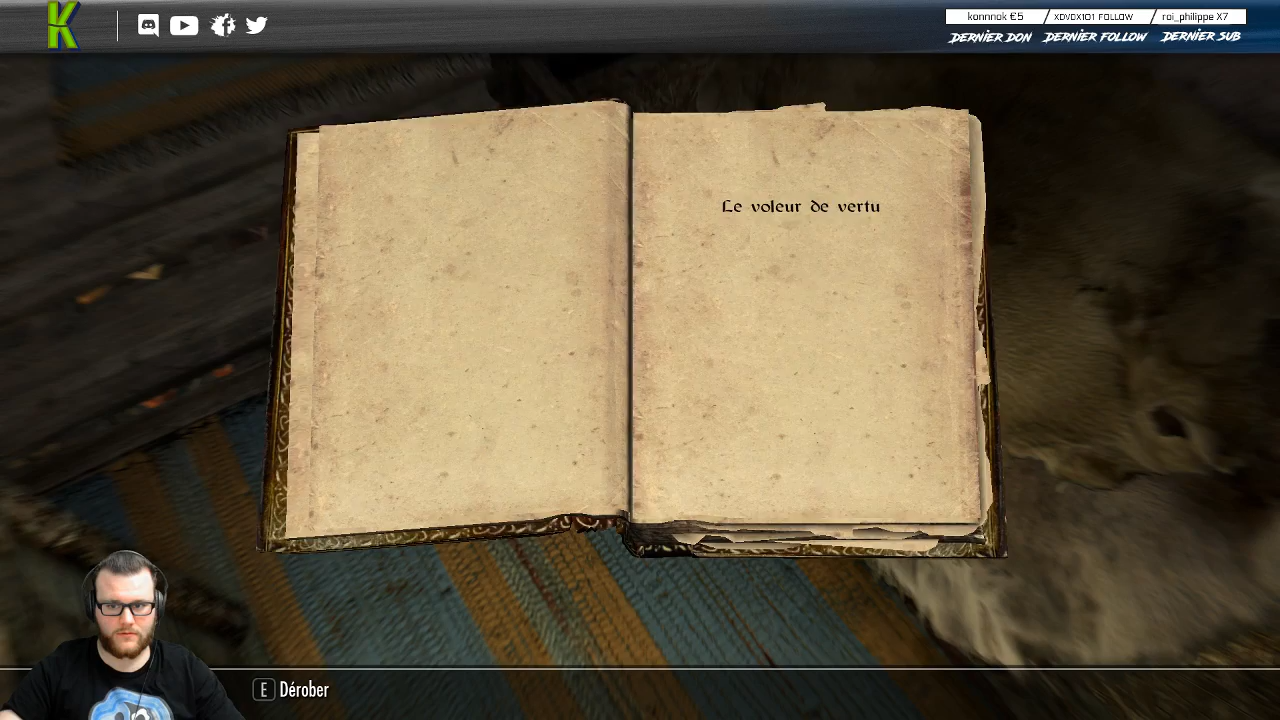 K
konnnok €5
XDVDX101 FOLLOW
roi_philippe X7
DERNIER DON
DERNIER FOLLOW
DERNIER SUB
Le voleur de vertu
E Dérober